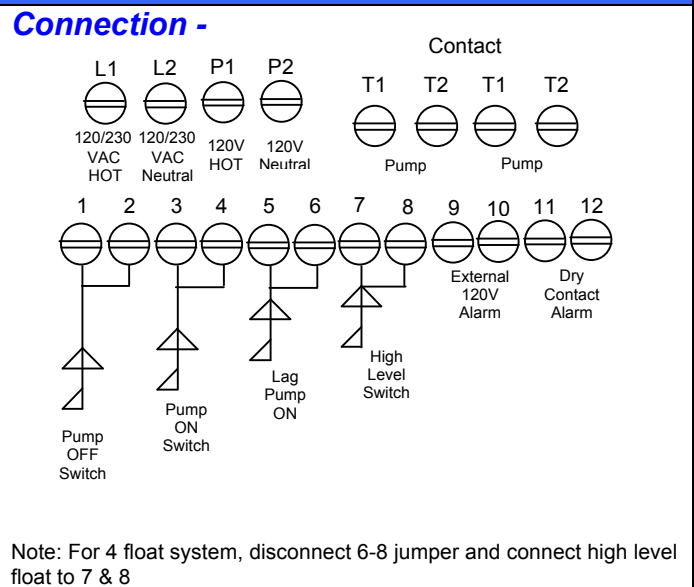 Connection -
Contact
L1 L2 P1 P2
T1 T2 T1 T2
120/230 VAC HOT
120/230 VAC Neutral
120V HOT
120V Neutral
Pump
Pump
1 2 3 4 5 6 7 8 9 10 11 12
External 120V Alarm
Dry Contact Alarm
Pump OFF Switch
Pump ON Switch
Lag Pump ON
High Level Switch
Note: For 4 float system, disconnect 6-8 jumper and connect high level
float to 7 & 8